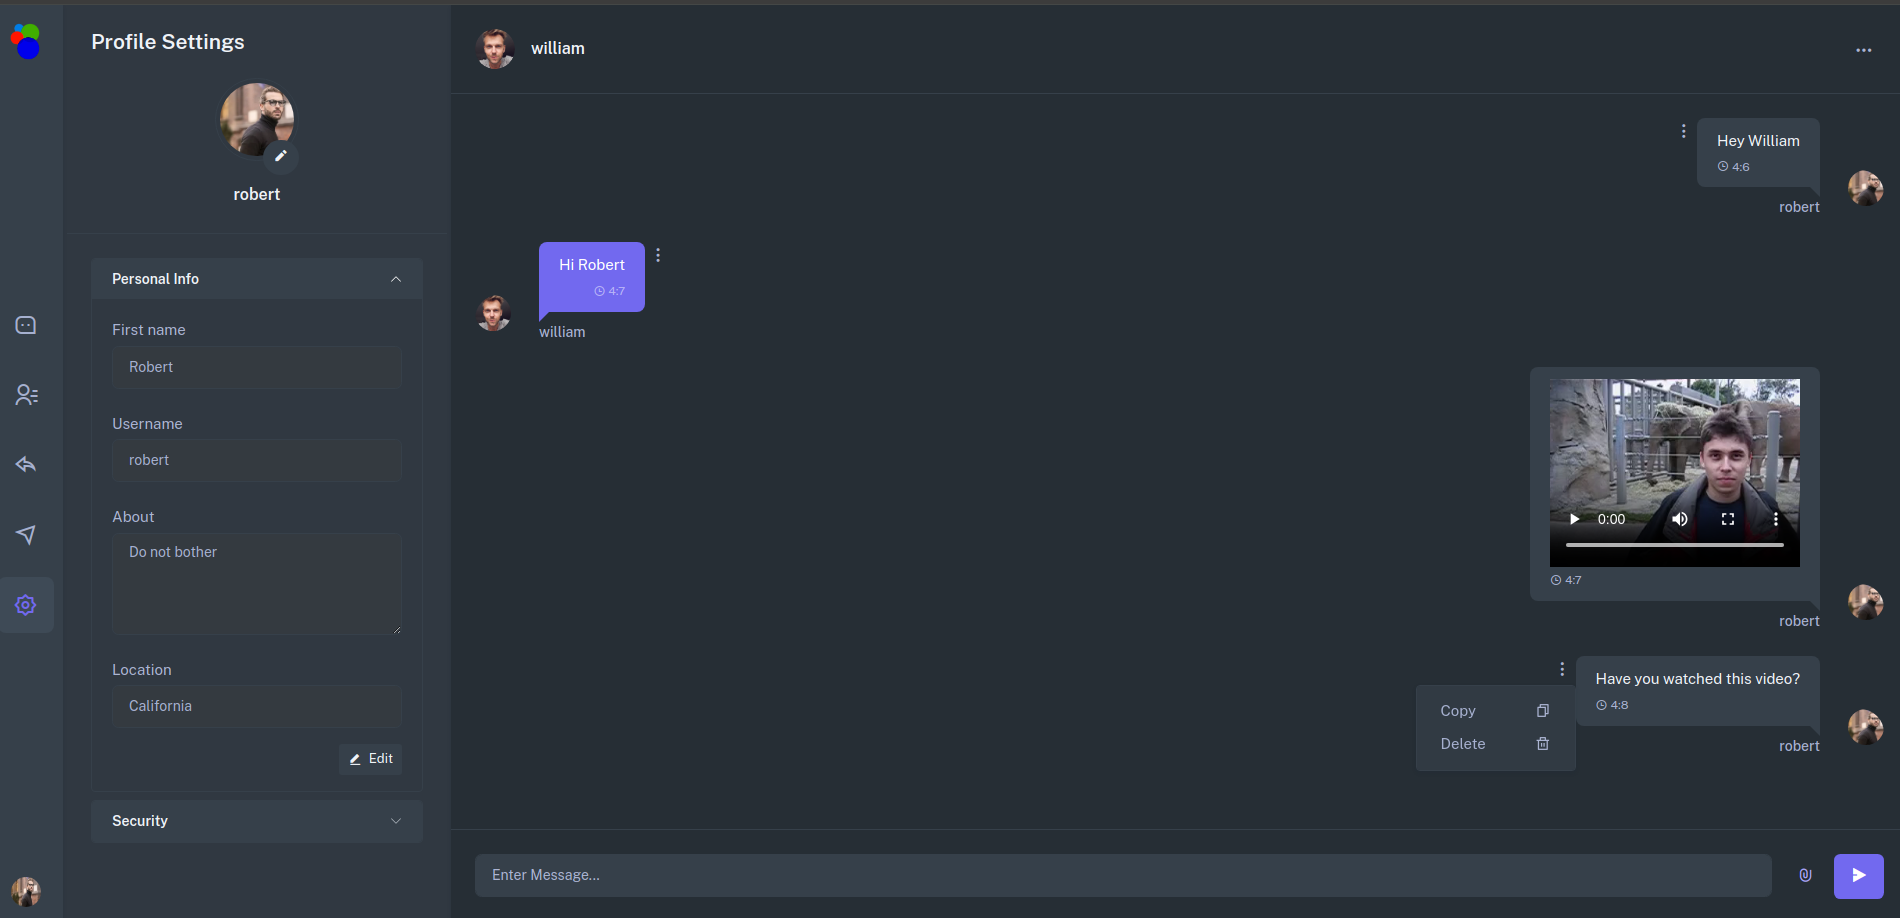 Profile Settings
robert
Personal Info
First name
Robert
Username
robert
About
Do not bother
Location
California
Edit
Security
william
Hey William
4:6
robert
Hi Robert
4:7
william
0:00
4:7
robert
Have you watched this video?
4:8
robert
Copy
Delete
Enter Message...